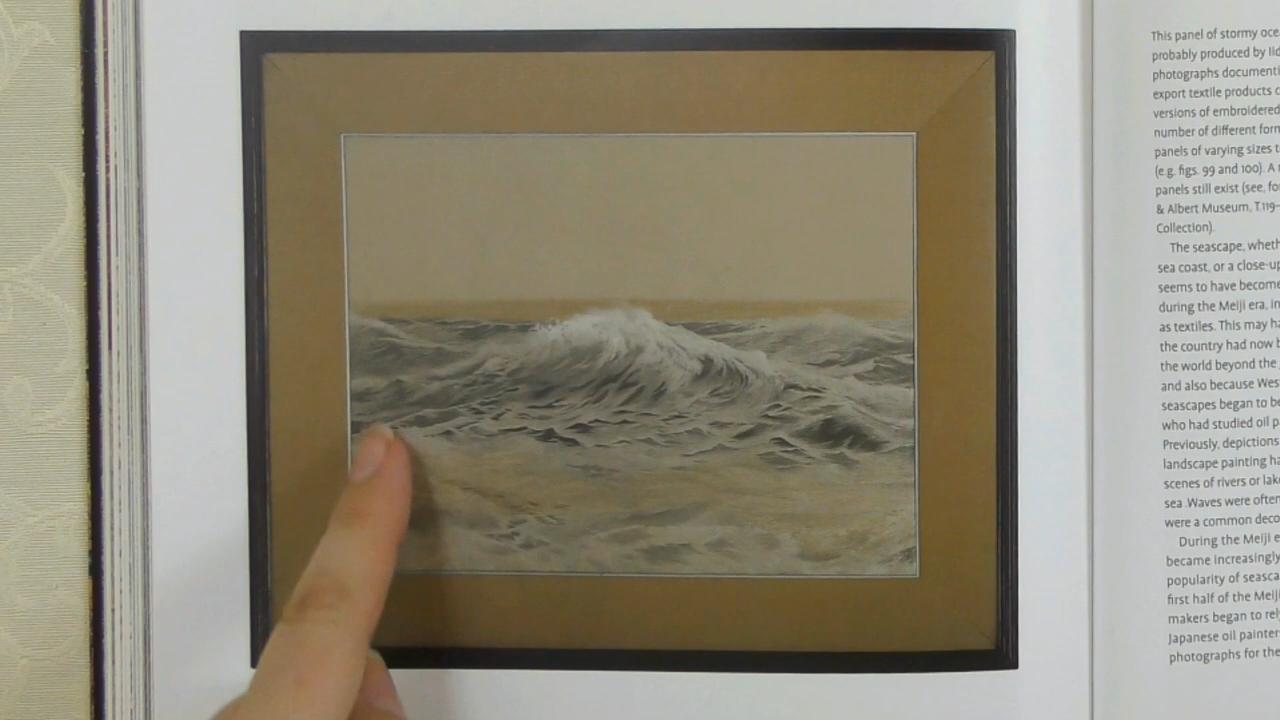 This panel of stormy oce
probably produced by Iid
photographs documenti
export textile products o
versions of embroidered
number of different forn
panels of varying sizes t
(e.g. figs. 99 and 100). A
panels still exist (see, fo
& Albert Museum, T.119–
Collection).
The seascape, wheth
sea coast, or a close-up
seems to have become
during the Meiji era, in
as textiles. This may ha
the country had now b
the world beyond the
and also because Wes
seascapes began to be
who had studied oil p
Previously, depictions
landscape painting ha
scenes of rivers or lake
sea. Waves were often
were a common deco
During the Meiji e
became increasingly
popularity of seasca
first half of the Meiji
makers began to rely
Japanese oil painter
photographs for the